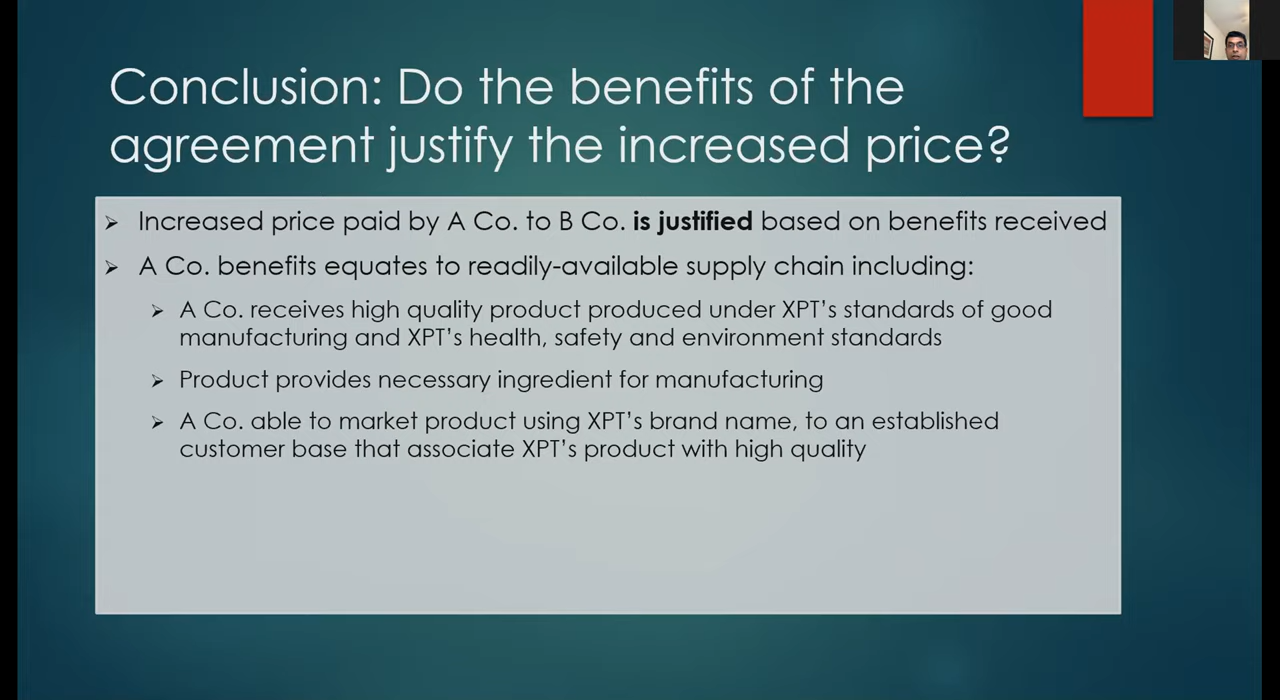 Conclusion: Do the benefits of the
agreement justify the increased price?
Increased price paid by A Co. to B Co. is justified based on benefits received
A Co. benefits equates to readily-available supply chain including:
A Co. receives high quality product produced under XPT's standards of good
manufacturing and XPT's health, safety and environment standards
Product provides necessary ingredient for manufacturing
A Co. able to market product using XPT's brand name, to an established
customer base that associate XPT's product with high quality